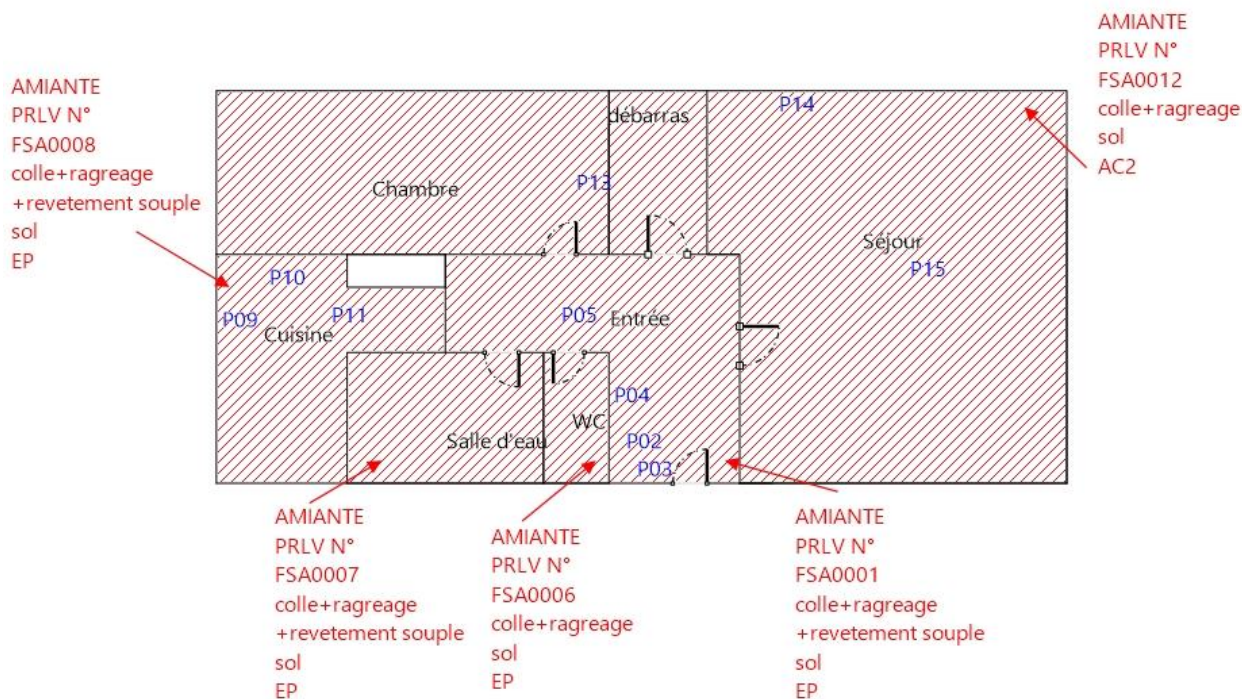 AMIANTE
PRLV N°
FSA0012
colle+ragreage
sol
AC2
AMIANTE
PRLV N°
FSA0008
colle+ragreage
+revetement souple
sol
EP
débarras
P14
Chambre
P13
Séjour
P15
P10
P09
P11
Cuisine
P05
Entrée
P04
WC
Salle d'eau
P02
P03
AMIANTE
PRLV N°
FSA0007
colle+ragreage
+revetement souple
sol
EP
AMIANTE
PRLV N°
FSA0006
colle+ragreage
sol
EP
AMIANTE
PRLV N°
FSA0001
colle+ragreage
+revetement souple
sol
EP